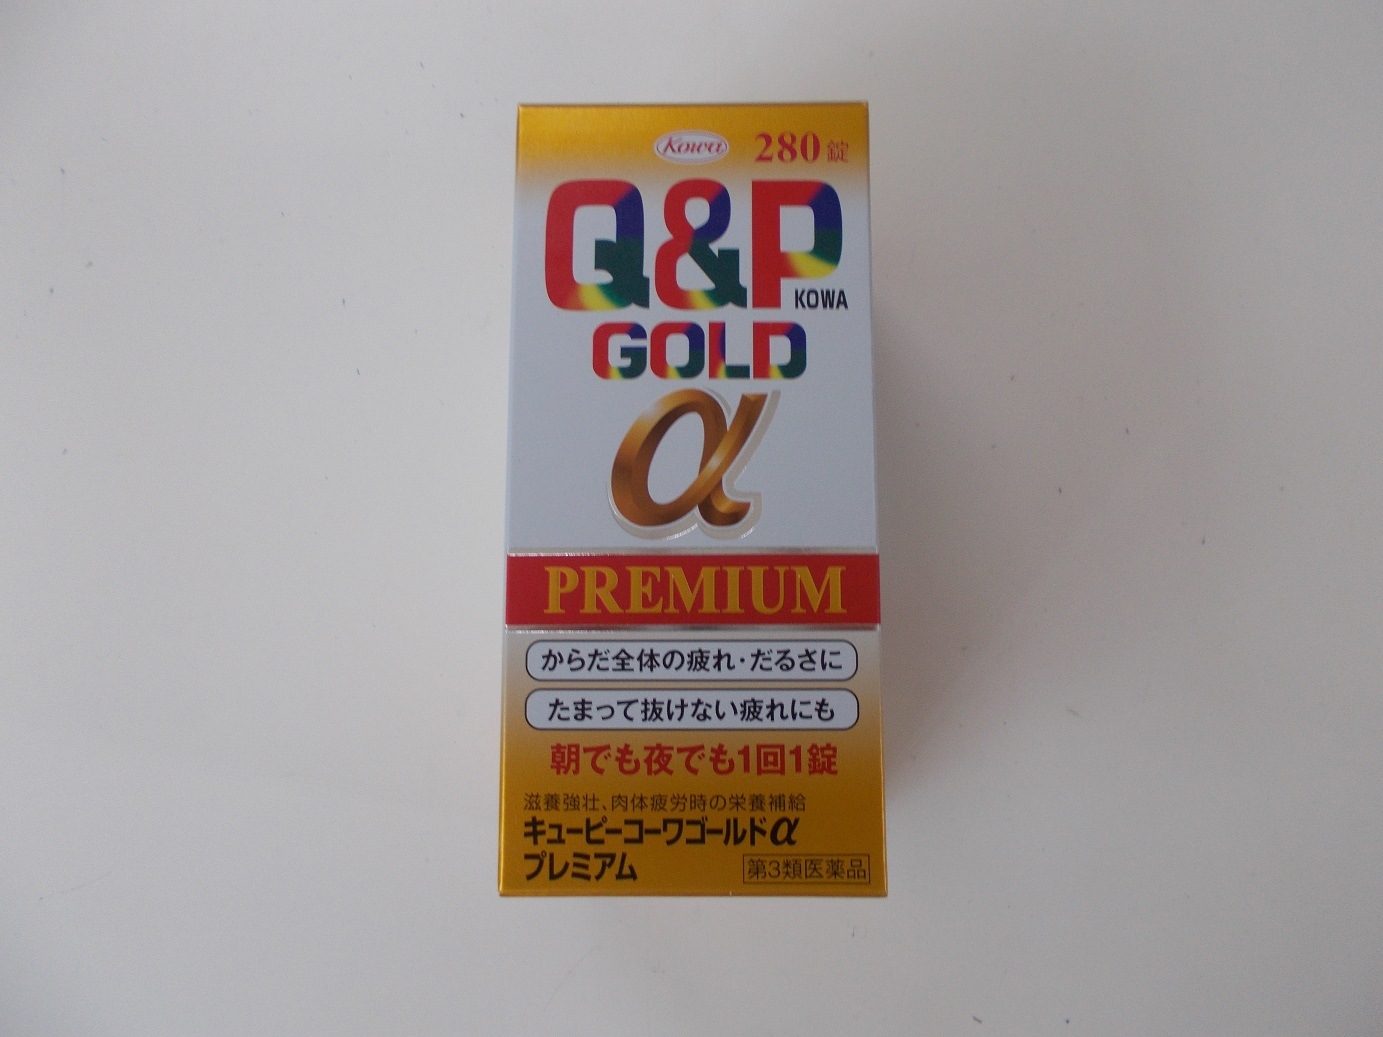 Kowa 280錠
Q&P
KOWA
GOLD
α
PREMIUM
からだ全体の疲れ・だるさに
たまって抜けない疲れにも
朝でも夜でも1回1錠
滋養強壮、肉体疲労時の栄養補給
キューピーコーワゴールドα
プレミアム 第3類医薬品